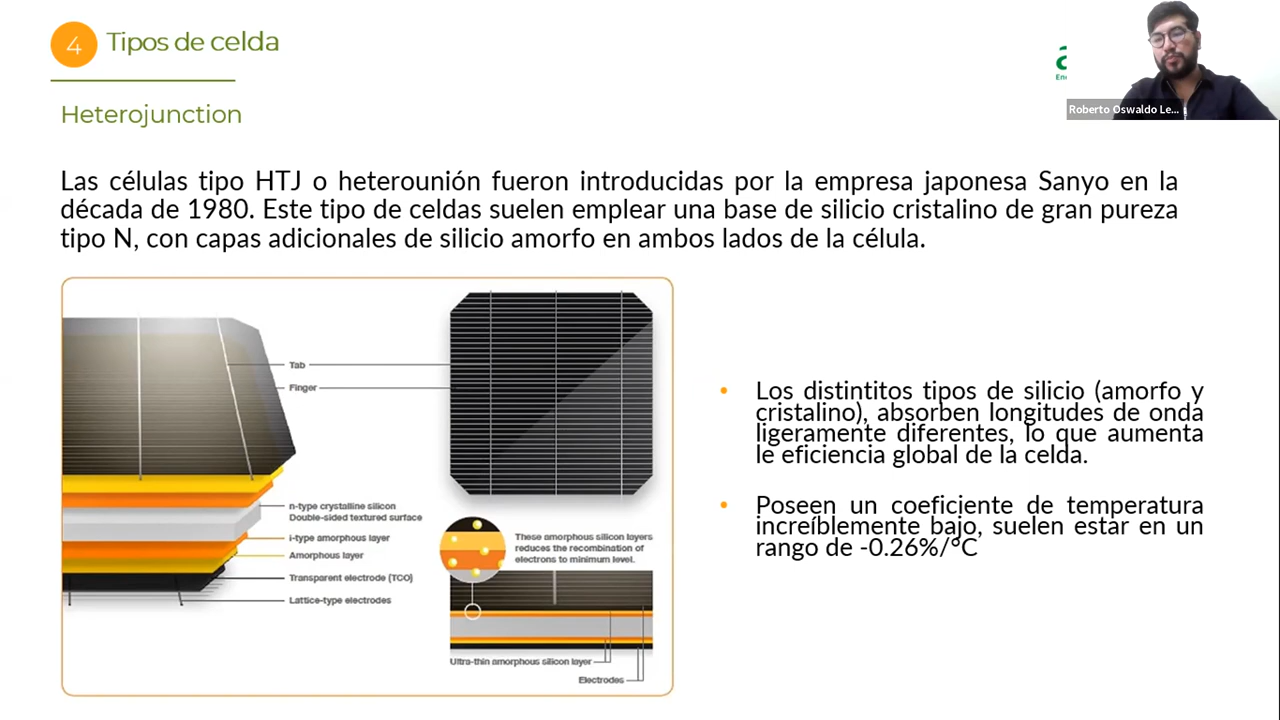 4
Tipos de celda
Heterojunction
Roberto Oswaldo Le...
Las células tipo HTJ o heterounión fueron introducidas por la empresa japonesa Sanyo en la
década de 1980. Este tipo de celdas suelen emplear una base de silicio cristalino de gran pureza
tipo N, con capas adicionales de silicio amorfo en ambos lados de la célula.
Tab
Finger
n-type crystalline silicon
Double-sided textured surface
i-type amorphous layer
Amorphous layer
Transparent electrode (TCO)
Lattice-type electrodes
These amorphous silicon layers
reduces the recombination of
electrons to minimum level.
Ultra-thin amorphous silicon layer
Electrodes
• Los distintitos tipos de silicio (amorfo y
cristalino), absorben longitudes de onda
ligeramente diferentes, lo que aumenta
le eficiencia global de la celda.
• Poseen un coeficiente de temperatura
increíblemente bajo, suelen estar en un
rango de -0.26%/°C